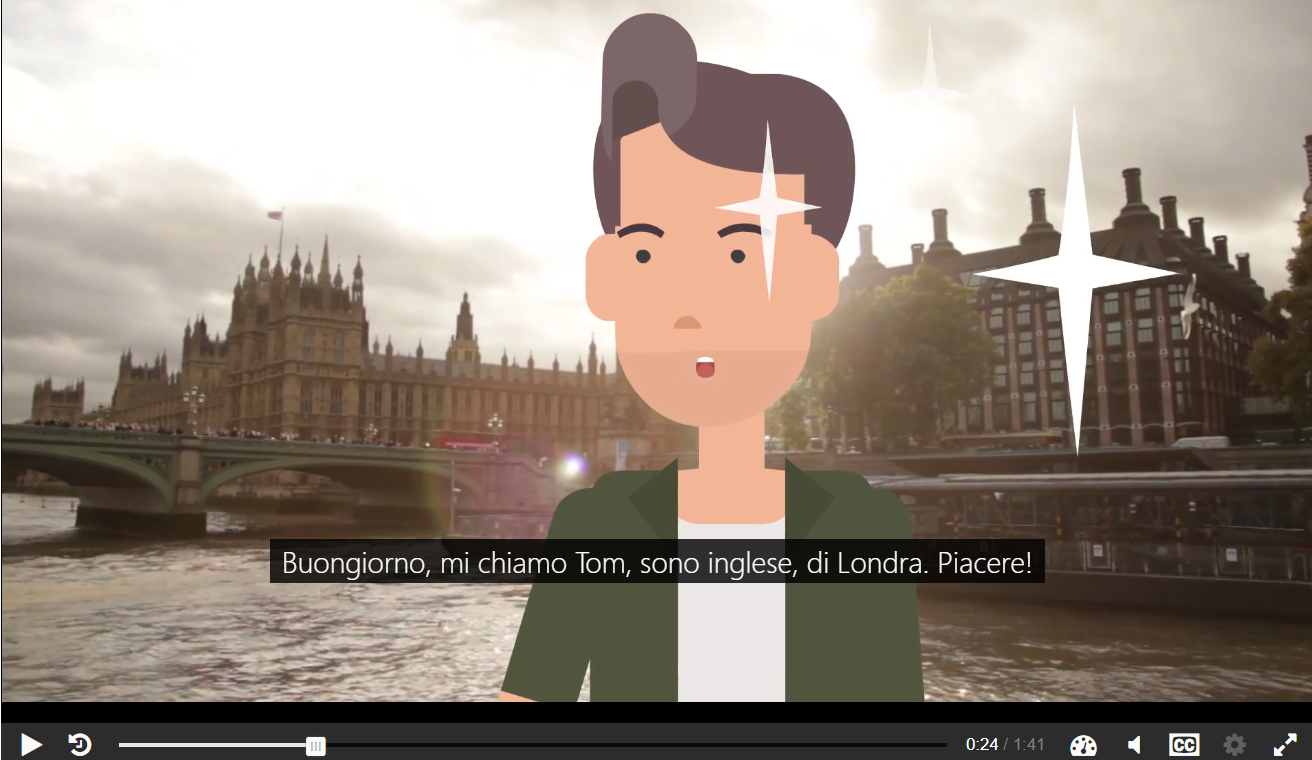 Buongiorno, mi chiamo Tom, sono inglese, di Londra. Piacere!
0:24 / 1:41
CC